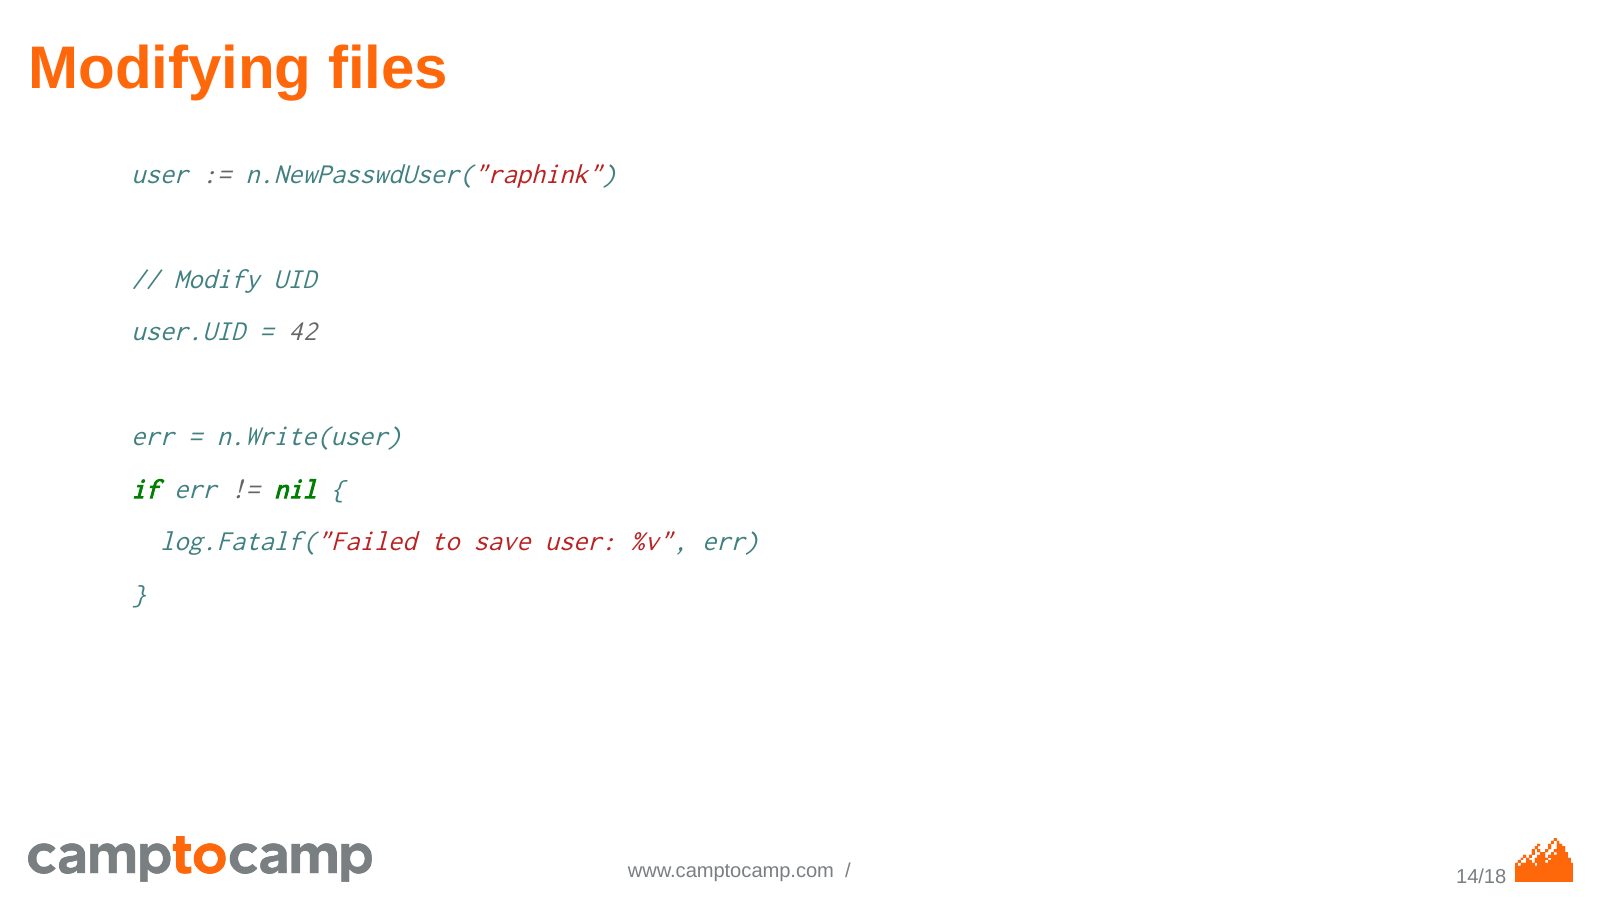 Modifying files
user := n.NewPasswdUser("raphink")
// Modify UID
user.UID = 42
err = n.Write(user)
if err != nil {
  log.Fatalf("Failed to save user: %v", err)
}
camptocamp
www.camptocamp.com /
14/18